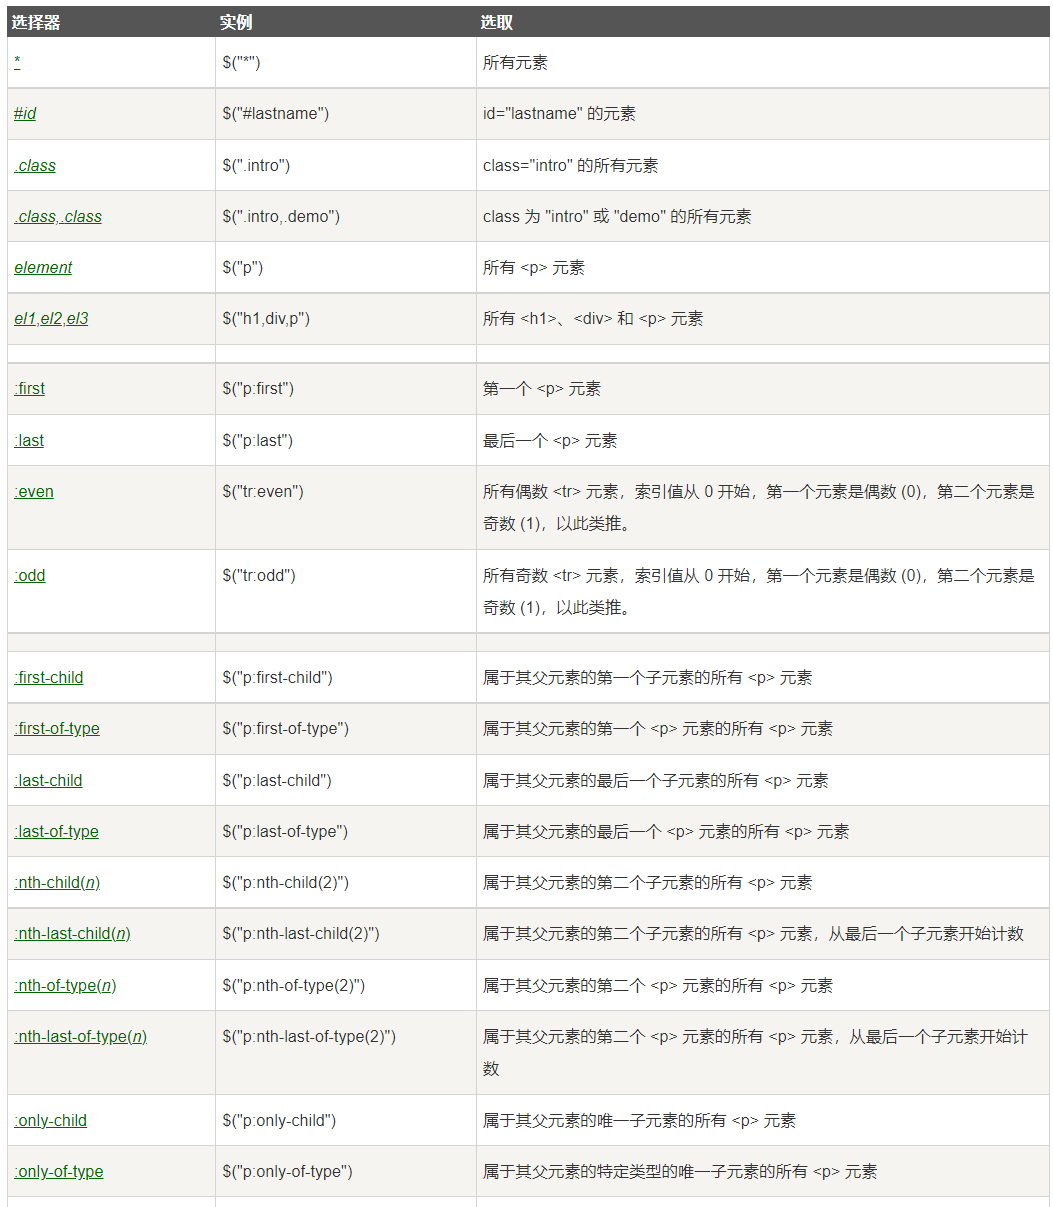 选择器 实例 选取
* $("*") 所有元素
#id $("#lastname") id="lastname" 的元素
.class $(".intro") class="intro" 的所有元素
.class,.class $(".intro,.demo") class 为 "intro" 或 "demo" 的所有元素
element $("p") 所有 <p> 元素
el1,el2,el3 $("h1,div,p") 所有 <h1>、<div> 和 <p> 元素
:first $("p:first") 第一个 <p> 元素
:last $("p:last") 最后一个 <p> 元素
:even $("tr:even") 所有偶数 <tr> 元素，索引值从 0 开始，第一个元素是偶数 (0)，第二个元素是
奇数 (1)，以此类推。
:odd $("tr:odd") 所有奇数 <tr> 元素，索引值从 0 开始，第一个元素是偶数 (0)，第二个元素是
奇数 (1)，以此类推。
:first-child $("p:first-child") 属于其父元素的第一个子元素的所有 <p> 元素
:first-of-type $("p:first-of-type") 属于其父元素的第一个 <p> 元素的所有 <p> 元素
:last-child $("p:last-child") 属于其父元素的最后一个子元素的所有 <p> 元素
:last-of-type $("p:last-of-type") 属于其父元素的最后一个 <p> 元素的所有 <p> 元素
:nth-child(n) $("p:nth-child(2)") 属于其父元素的第二个子元素的所有 <p> 元素
:nth-last-child(n) $("p:nth-last-child(2)") 属于其父元素的第二个子元素的所有 <p> 元素，从最后一个子元素开始计数
:nth-of-type(n) $("p:nth-of-type(2)") 属于其父元素的第二个 <p> 元素的所有 <p> 元素
:nth-last-of-type(n) $("p:nth-last-of-type(2)") 属于其父元素的第二个 <p> 元素的所有 <p> 元素，从最后一个子元素开始计
数
:only-child $("p:only-child") 属于其父元素的唯一子元素的所有 <p> 元素
:only-of-type $("p:only-of-type") 属于其父元素的特定类型的唯一子元素的所有 <p> 元素